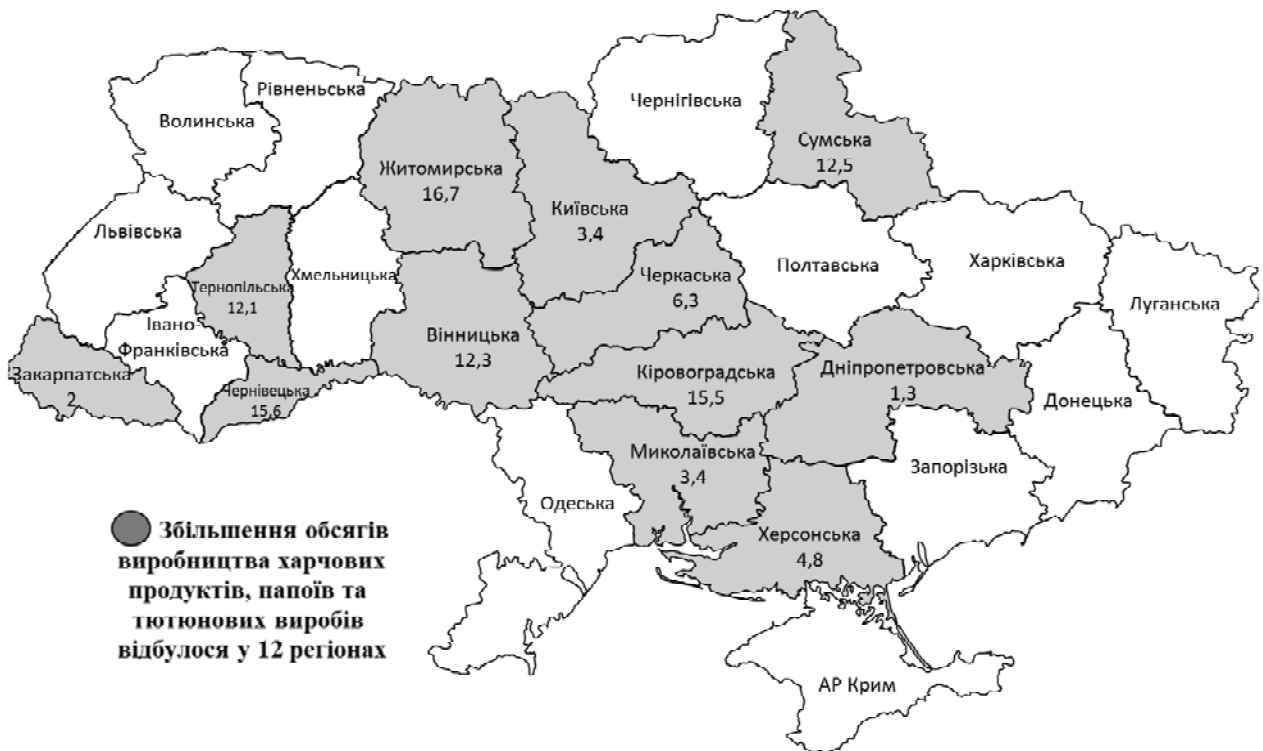 Волинська
Рівненьська
Чернігівська
Сумська
12,5
Житомирська
16,7
Київська
3,4
Львівська
Тернопільська
12,1
Хмельницька
Черкаська
6,3
Полтавська
Харківська
Луганська
Івано-
Франківська
Вінницька
12,3
Закарпатська
2
Чернівецька
15,6
Кіровоградська
15,5
Дніпропетровська
1,3
Донецька
Миколаївська
3,4
Запорізька
Одеська
Херсонська
4,8
АР Крим
Збільшення обсягів
виробництва харчових
продуктів, напоїв та
тютюнових виробів
відбулося у 12 регіонах